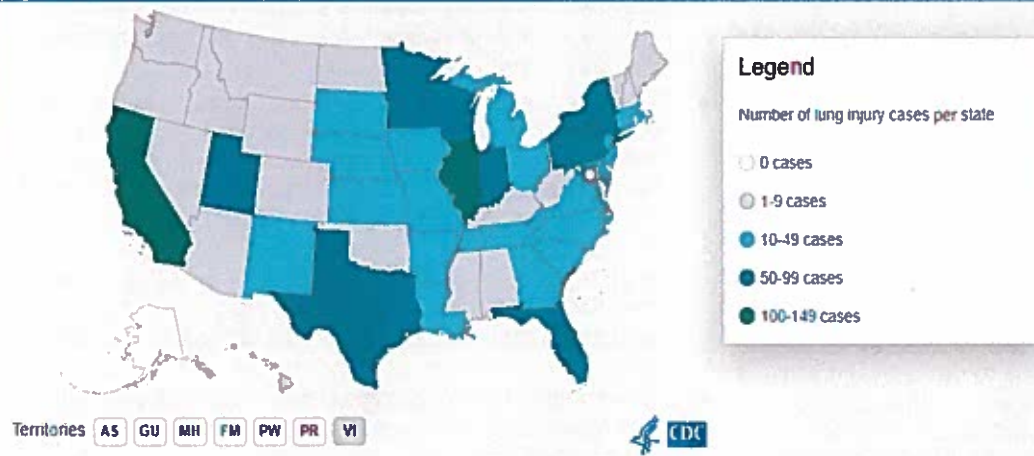 Legend
Number of lung injury cases per state
0 cases
1-9 cases
10-49 cases
50-99 cases
100-149 cases
Territories AS GU MH FM PW PR VI
CDC